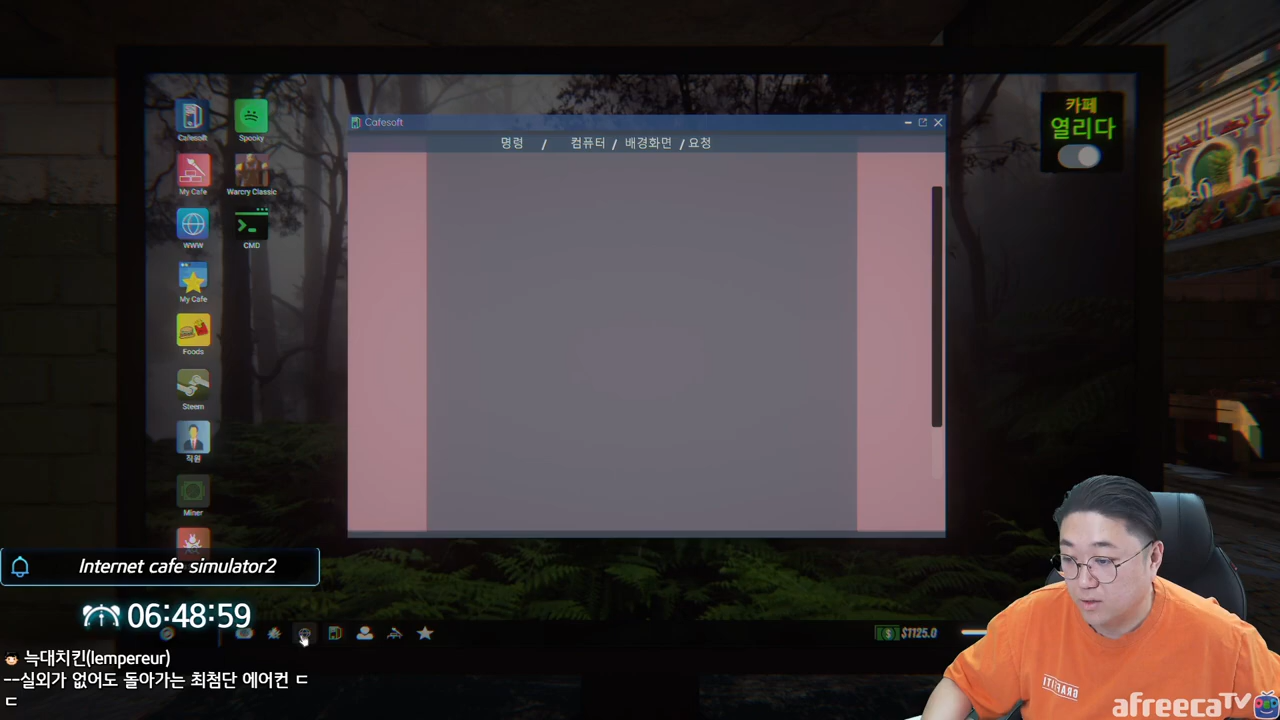 카페
열리다
Cafesoft
명령 / 컴퓨터 / 배경화면 / 요청
Cafesoft
Spooky
My Cafe
Warcry Classic
WWW
CMD
My Cafe
Foods
Steem
직원
Miner
Internet cafe simulator2
06:48:59
$1125.0
늑대치킨(lempereur)
--실외가 없어도 돌아가는 최첨단 에어컨 ㄷ
ㄷ
GRAFFITI
afreecaTV